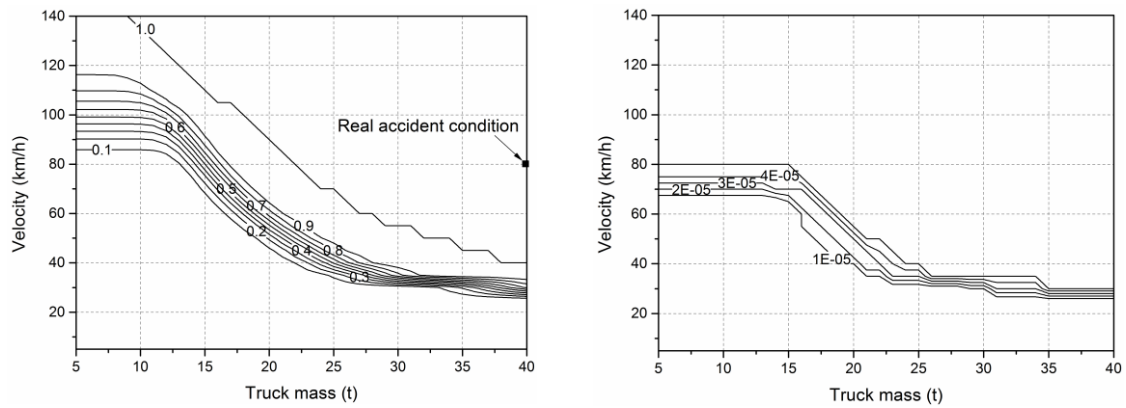 140
120
100
80
60
40
20
Velocity (km/h)
5 10 15 20 25 30 35 40
Truck mass (t)
1.0
0.6
0.1
0.5
0.7
0.9
0.2
0.4
0.8
0.3
Real accident condition
140
120
100
80
60
40
20
Velocity (km/h)
5 10 15 20 25 30 35 40
Truck mass (t)
2E-05
3E-05
4E-05
1E-05